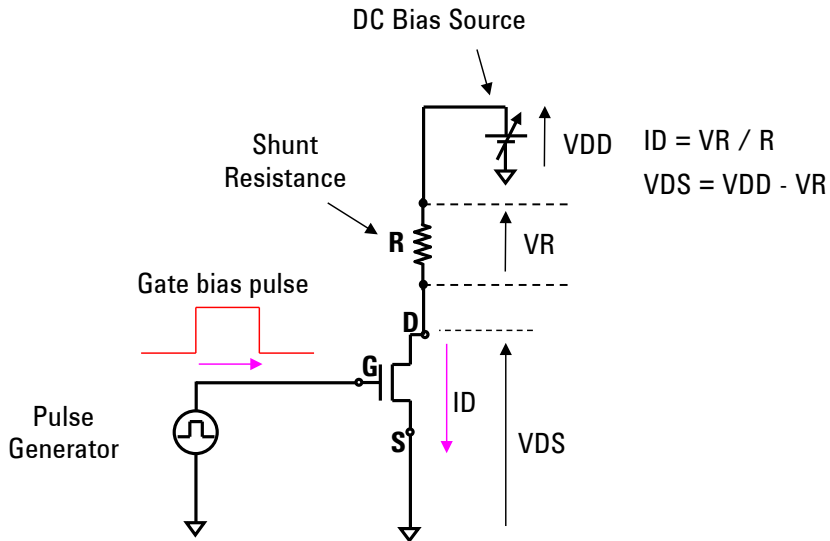 DC Bias Source
VDD
ID = VR / R
VDS = VDD - VR
Shunt
Resistance
R
VR
Gate bias pulse
D
G
ID
S
VDS
Pulse
Generator